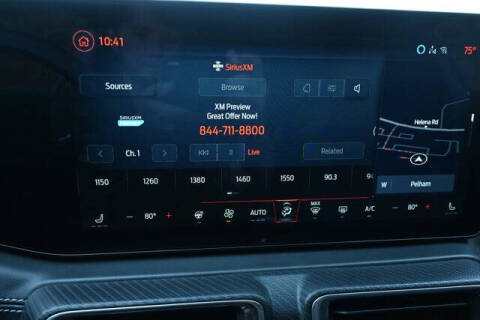 10:41
75°
SiriusXM
Sources
Browse
XM Preview
Great Offer Now!
844-711-8800
SIRIUSXM
Helena Rd
Ch. 1
Live
Related
1150 1260 1380 1460 1550 90.3
W Pelham
− 80° + AUTO MAX A/C − 80° +